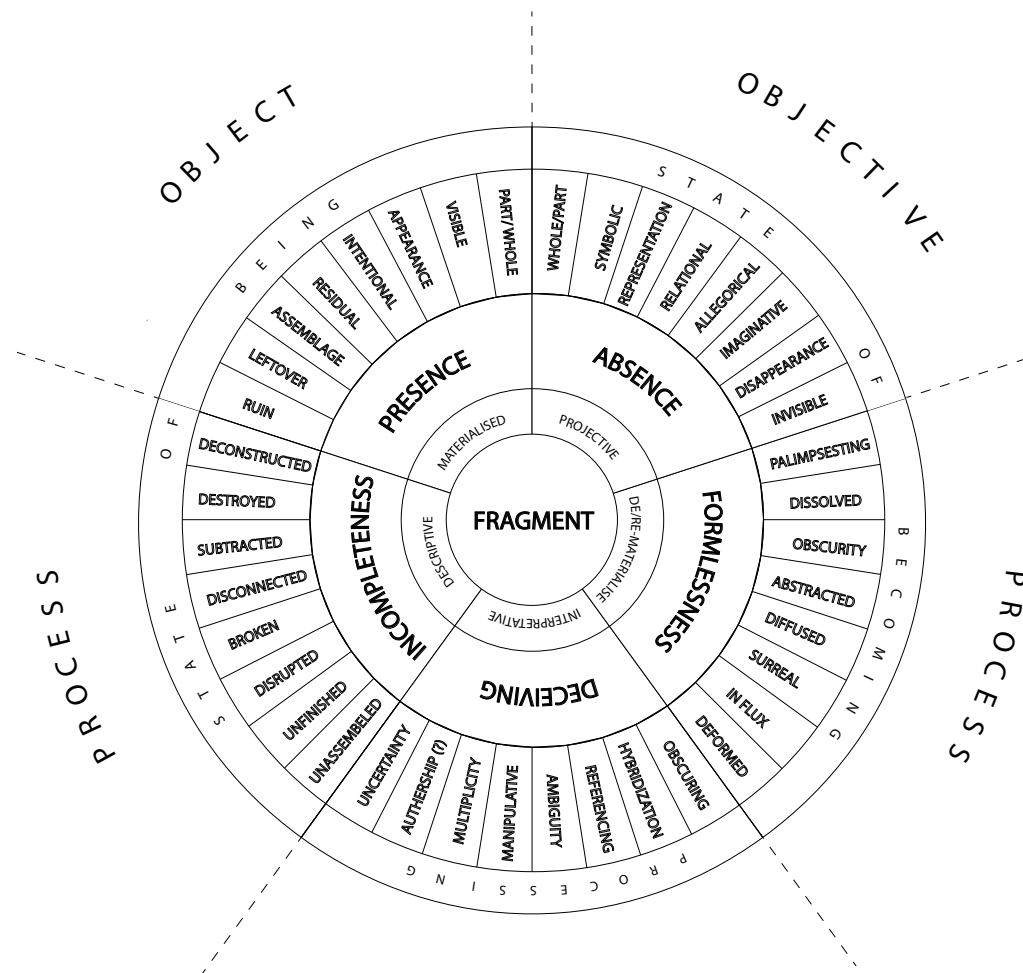 OBJECT
OBJECTIVE
PROCESS
PROCESS
STATE OF BEING
STATE OF BECOMING
PROCESSING
FRAGMENT
MATERIALISED
PROJECTIVE
DE/RE-MATERIALISE
INTERPRETATIVE
DESCRIPTIVE
PRESENCE
ABSENCE
FORMLESSNESS
DECEIVING
INCOMPLETENESS
RUIN
LEFTOVER
ASSEMBLAGE
RESIDUAL
INTENTIONAL
APPEARANCE
VISIBLE
PART/WHOLE
WHOLE/PART
SYMBOLIC
REPRESENTATION
RELATIONAL
ALLEGORICAL
IMAGINATIVE
DISAPPEARANCE
INVISIBLE
PALIMPSESTING
DISSOLVED
OBSCURITY
ABSTRACTED
DIFFUSED
SURREAL
IN FLUX
DEFORMED
OBSCURING
HYBRIDIZATION
REFERENCING
AMBIGUITY
MANIPULATIVE
MULTIPLICITY
AUTHERSHIP (?)
UNCERTAINTY
UNASSEMBELED
UNFINISHED
DISRUPTED
BROKEN
DISCONNECTED
SUBTRACTED
DESTROYED
DECONSTRUCTED